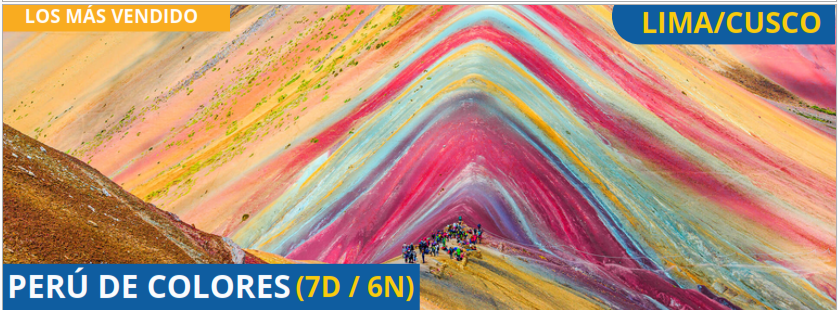 LOS MÁS VENDIDO
LIMA/CUSCO
PERÚ DE COLORES (7D / 6N)